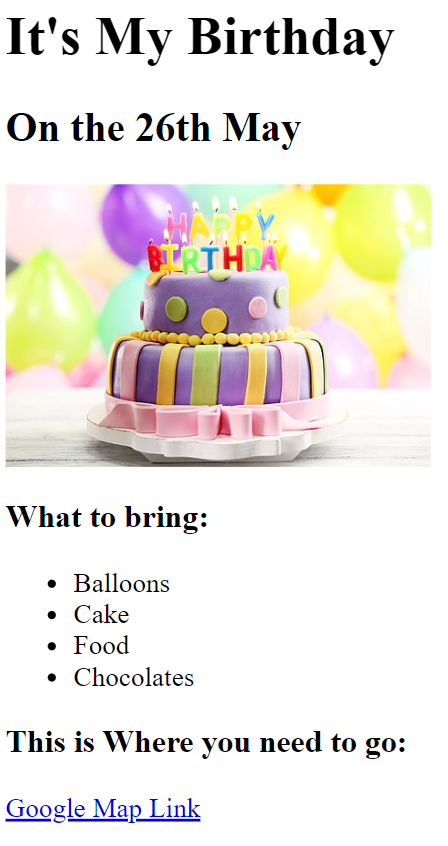 It's My Birthday
On the 26th May
HAPPY
BIRTHDAY
What to bring:
Balloons
Cake
Food
Chocolates
This is Where you need to go:
Google Map Link